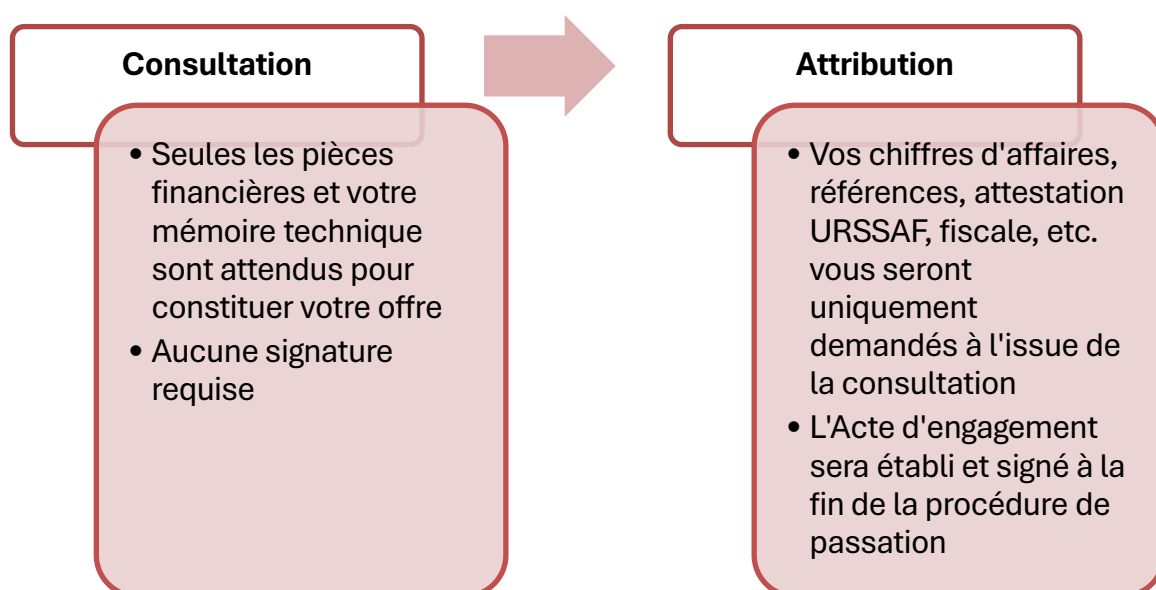 Consultation
• Seules les pièces
financières et votre
mémoire technique
sont attendus pour
constituer votre offre
• Aucune signature
requise
Attribution
• Vos chiffres d'affaires,
références, attestation
URSSAF, fiscale, etc.
vous seront
uniquement
demandés à l'issue de
la consultation
• L'Acte d'engagement
sera établi et signé à la
fin de la procédure de
passation